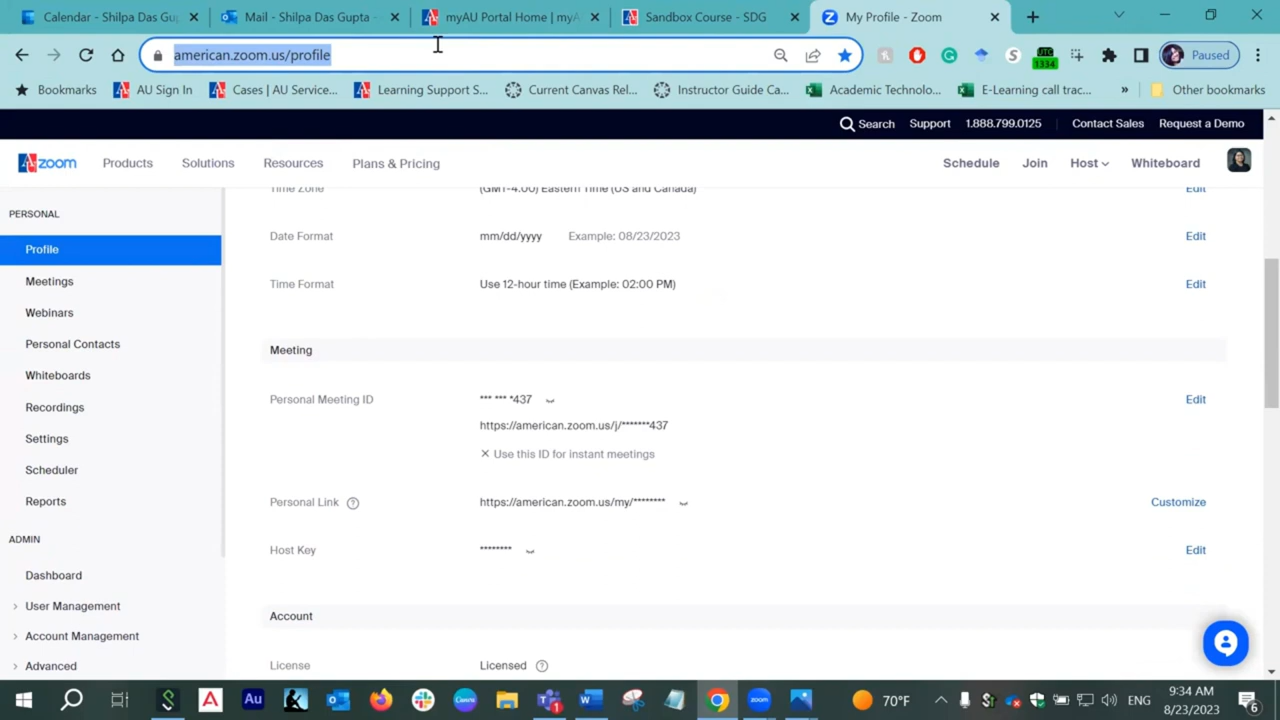 Calendar - Shilpa Das Gup
Mail - Shilpa Das Gupta -
myAU Portal Home | myA
Sandbox Course - SDG
My Profile - Zoom
american.zoom.us/profile
UTC
1334
Paused
Bookmarks
AU Sign In
Cases | AU Service...
Learning Support S...
Current Canvas Rel...
Instructor Guide Ca...
Academic Technolo...
E-Learning call trac...
»
Other bookmarks
Search
Support
1.888.799.0125
Contact Sales
Request a Demo
zoom
Products
Solutions
Resources
Plans & Pricing
Schedule
Join
Host
Whiteboard
PERSONAL
Profile
Meetings
Webinars
Personal Contacts
Whiteboards
Recordings
Settings
Scheduler
Reports
ADMIN
Dashboard
User Management
Account Management
Advanced
Time Zone (GMT-4:00) Eastern Time (US and Canada) Edit
Date Format mm/dd/yyyy Example: 08/23/2023 Edit
Time Format Use 12-hour time (Example: 02:00 PM) Edit
Meeting
Personal Meeting ID *** *** *437 Edit
https://american.zoom.us/j/*******437
× Use this ID for instant meetings
Personal Link https://american.zoom.us/my/******** Customize
Host Key ******** Edit
Account
License Licensed
70°F
ENG
9:34 AM
8/23/2023
6